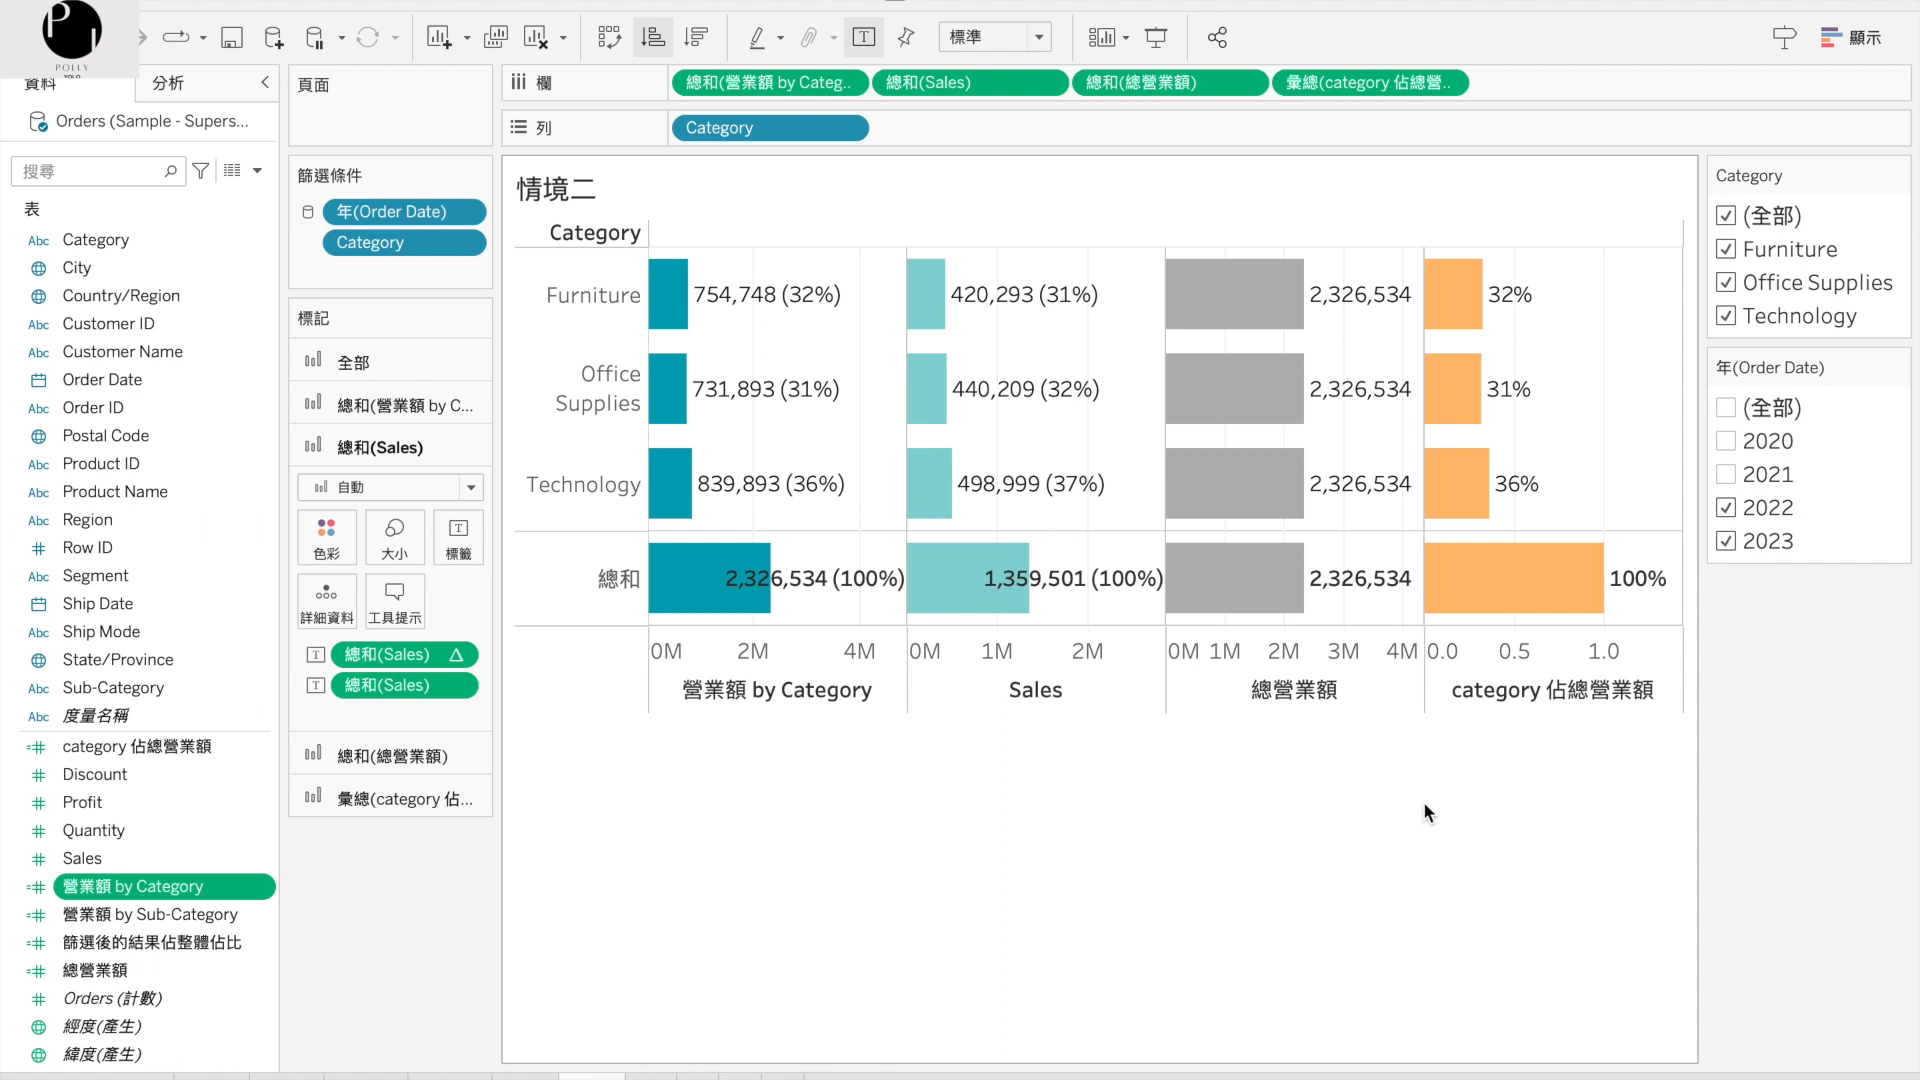 POLLY
標準
顯示
資料
分析
頁面
欄
總和(營業額 by Categ..
總和(Sales)
總和(總營業額)
彙總(category 佔總營..
Orders (Sample - Supers...
列
Category
搜尋
表
Category
City
Country/Region
Customer ID
Customer Name
Order Date
Order ID
Postal Code
Product ID
Product Name
Region
Row ID
Segment
Ship Date
Ship Mode
State/Province
Sub-Category
度量名稱
category 佔總營業額
Discount
Profit
Quantity
Sales
營業額 by Category
營業額 by Sub-Category
篩選後的結果佔整體佔比
總營業額
Orders (計數)
經度(產生)
緯度(產生)
篩選條件
年(Order Date)
Category
標記
全部
總和(營業額 by C...
總和(Sales)
自動
色彩
大小
標籤
詳細資料
工具提示
總和(Sales)
總和(Sales)
總和(總營業額)
彙總(category 佔...
情境二
Category
Furniture
754,748 (32%)
420,293 (31%)
2,326,534
32%
Office
Supplies
731,893 (31%)
440,209 (32%)
2,326,534
31%
Technology
839,893 (36%)
498,999 (37%)
2,326,534
36%
總和
2,326,534 (100%)
1,359,501 (100%)
2,326,534
100%
0M 2M 4M
0M 1M 2M
0M 1M 2M 3M 4M
0.0 0.5 1.0
營業額 by Category
Sales
總營業額
category 佔總營業額
Category
(全部)
Furniture
Office Supplies
Technology
年(Order Date)
(全部)
2020
2021
2022
2023